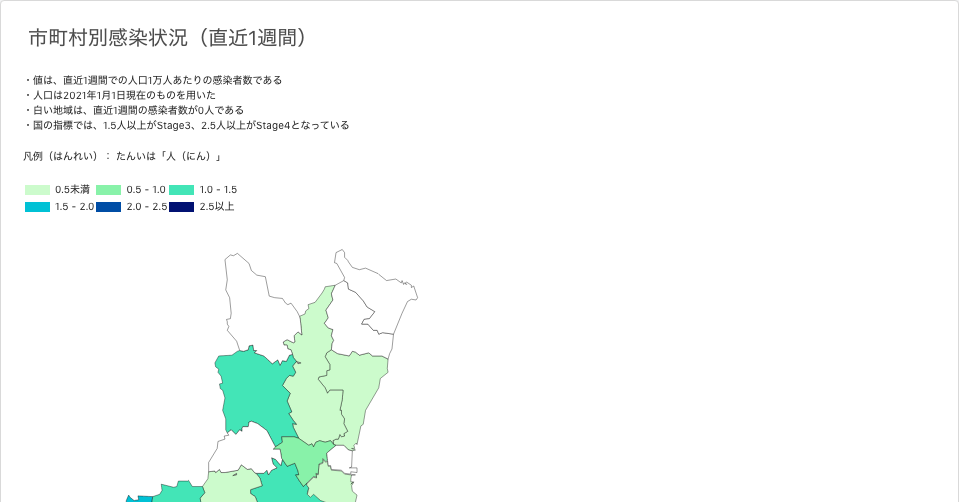 市町村別感染状況（直近1週間）
・値は、直近1週間での人口1万人あたりの感染者数である
・人口は2021年1月1日現在のものを用いた
・白い地域は、直近1週間の感染者数が0人である
・国の指標では、1.5人以上がStage3、2.5人以上がStage4となっている
凡例（はんれい）： たんいは「人（にん）」
0.5未満 0.5 - 1.0 1.0 - 1.5
1.5 - 2.0 2.0 - 2.5 2.5以上